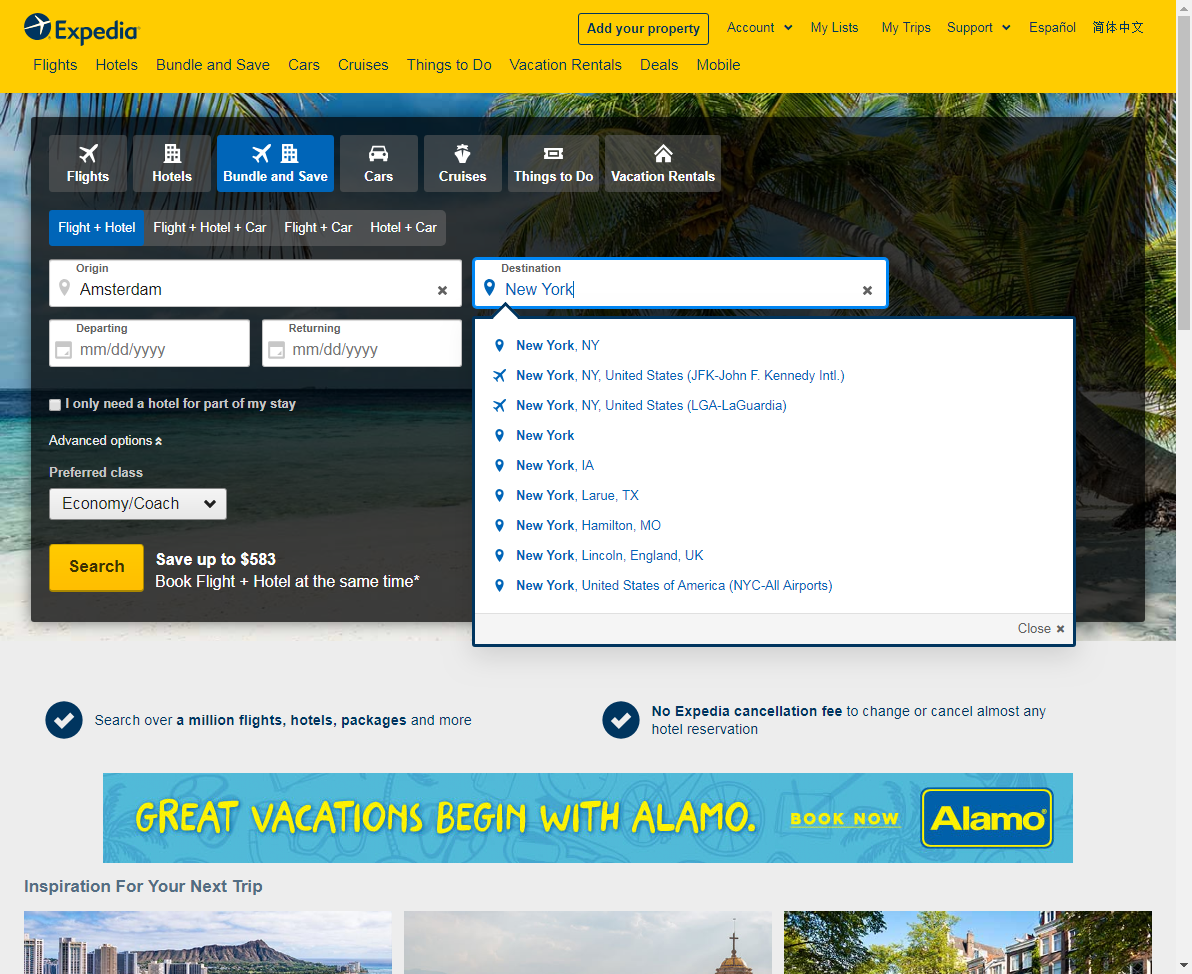 Expedia
Add your property
Account
My Lists
My Trips
Support
Español
简体中文
Flights
Hotels
Bundle and Save
Cars
Cruises
Things to Do
Vacation Rentals
Deals
Mobile
Flights
Hotels
Bundle and Save
Cars
Cruises
Things to Do
Vacation Rentals
Flight + Hotel
Flight + Hotel + Car
Flight + Car
Hotel + Car
Origin
Amsterdam
Destination
New York
Departing
mm/dd/yyyy
Returning
mm/dd/yyyy
I only need a hotel for part of my stay
Advanced options
Preferred class
Economy/Coach
Search
Save up to $583
Book Flight + Hotel at the same time*
New York, NY
New York, NY, United States (JFK-John F. Kennedy Intl.)
New York, NY, United States (LGA-LaGuardia)
New York
New York, IA
New York, Larue, TX
New York, Hamilton, MO
New York, Lincoln, England, UK
New York, United States of America (NYC-All Airports)
Close
Search over a million flights, hotels, packages and more
No Expedia cancellation fee to change or cancel almost any
hotel reservation
GREAT VACATIONS BEGIN WITH ALAMO.
BOOK NOW
Alamo
Inspiration For Your Next Trip